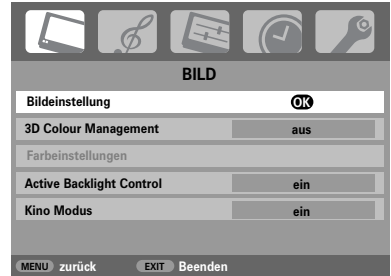 BILD
Bildeinstellung OK
3D Colour Management aus
Farbeinstellungen
Active Backlight Control ein
Kino Modus ein
MENU zurück EXIT Beenden